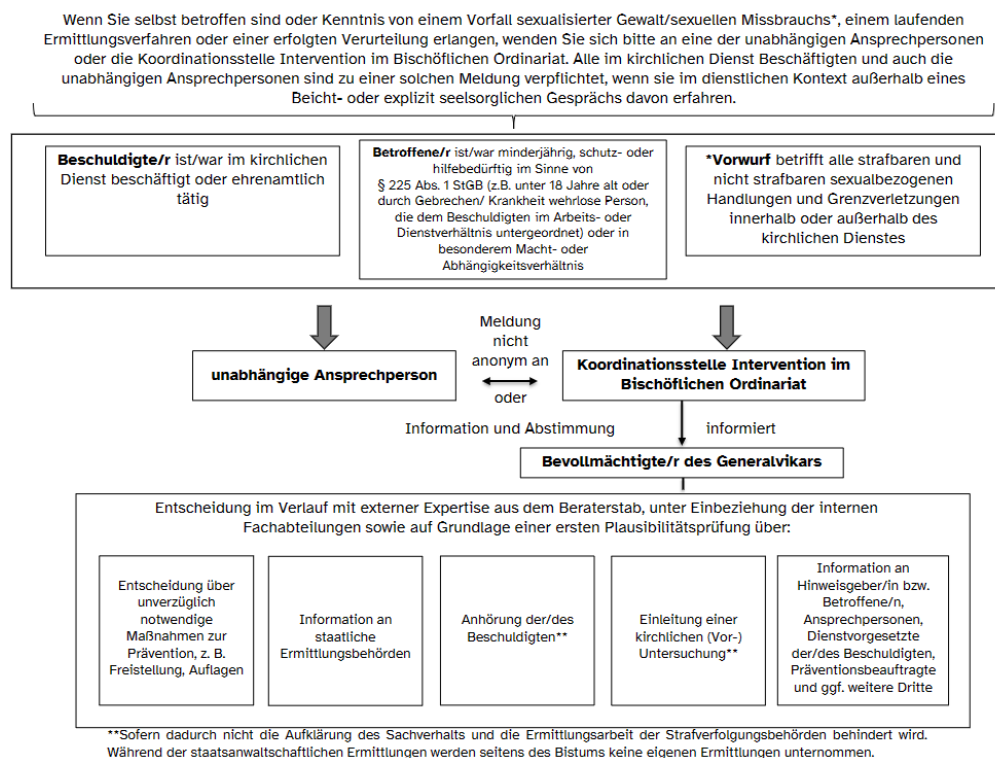 Wenn Sie selbst betroffen sind oder Kenntnis von einem Vorfall sexualisierter Gewalt/sexuellen Missbrauchs*, einem laufenden
Ermittlungsverfahren oder einer erfolgten Verurteilung erlangen, wenden Sie sich bitte an eine der unabhängigen Ansprechpersonen
oder die Koordinationsstelle Intervention im Bischöflichen Ordinariat. Alle im kirchlichen Dienst Beschäftigten und auch die
unabhängigen Ansprechpersonen sind zu einer solchen Meldung verpflichtet, wenn sie im dienstlichen Kontext außerhalb eines
Beicht- oder explizit seelsorglichen Gesprächs davon erfahren.
Beschuldigte/r ist/war im kirchlichen
Dienst beschäftigt oder ehrenamtlich
tätig
Betroffene/r ist/war minderjährig, schutz- oder
hilfebedürftig im Sinne von
§ 225 Abs. 1 StGB (z.B. unter 18 Jahre alt oder
durch Gebrechen/ Krankheit wehrlose Person,
die dem Beschuldigten im Arbeits- oder
Dienstverhältnis untergeordnet) oder in
besonderem Macht- oder
Abhängigkeitsverhältnis
*Vorwurf betrifft alle strafbaren und
nicht strafbaren sexualbezogenen
Handlungen und Grenzverletzungen
innerhalb oder außerhalb des
kirchlichen Dienstes
unabhängige Ansprechperson
Meldung
nicht
anonym an
oder
Koordinationsstelle Intervention im
Bischöflichen Ordinariat
Information und Abstimmung
informiert
Bevollmächtigte/r des Generalvikars
Entscheidung im Verlauf mit externer Expertise aus dem Beraterstab, unter Einbeziehung der internen
Fachabteilungen sowie auf Grundlage einer ersten Plausibilitätsprüfung über:
Entscheidung über
unverzüglich
notwendige
Maßnahmen zur
Prävention, z. B.
Freistellung, Auflagen
Information an
staatliche
Ermittlungsbehörden
Anhörung der/des
Beschuldigten**
Einleitung einer
kirchlichen (Vor-)
Untersuchung**
Information an
Hinweisgeber/in bzw.
Betroffene/n,
Ansprechpersonen,
Dienstvorgesetzte
der/des Beschuldigten,
Präventionsbeauftragte
und ggf. weitere Dritte
**Sofern dadurch nicht die Aufklärung des Sachverhalts und die Ermittlungsarbeit der Strafverfolgungsbehörden behindert wird.
Während der staatsanwaltschaftlichen Ermittlungen werden seitens des Bistums keine eigenen Ermittlungen unternommen.